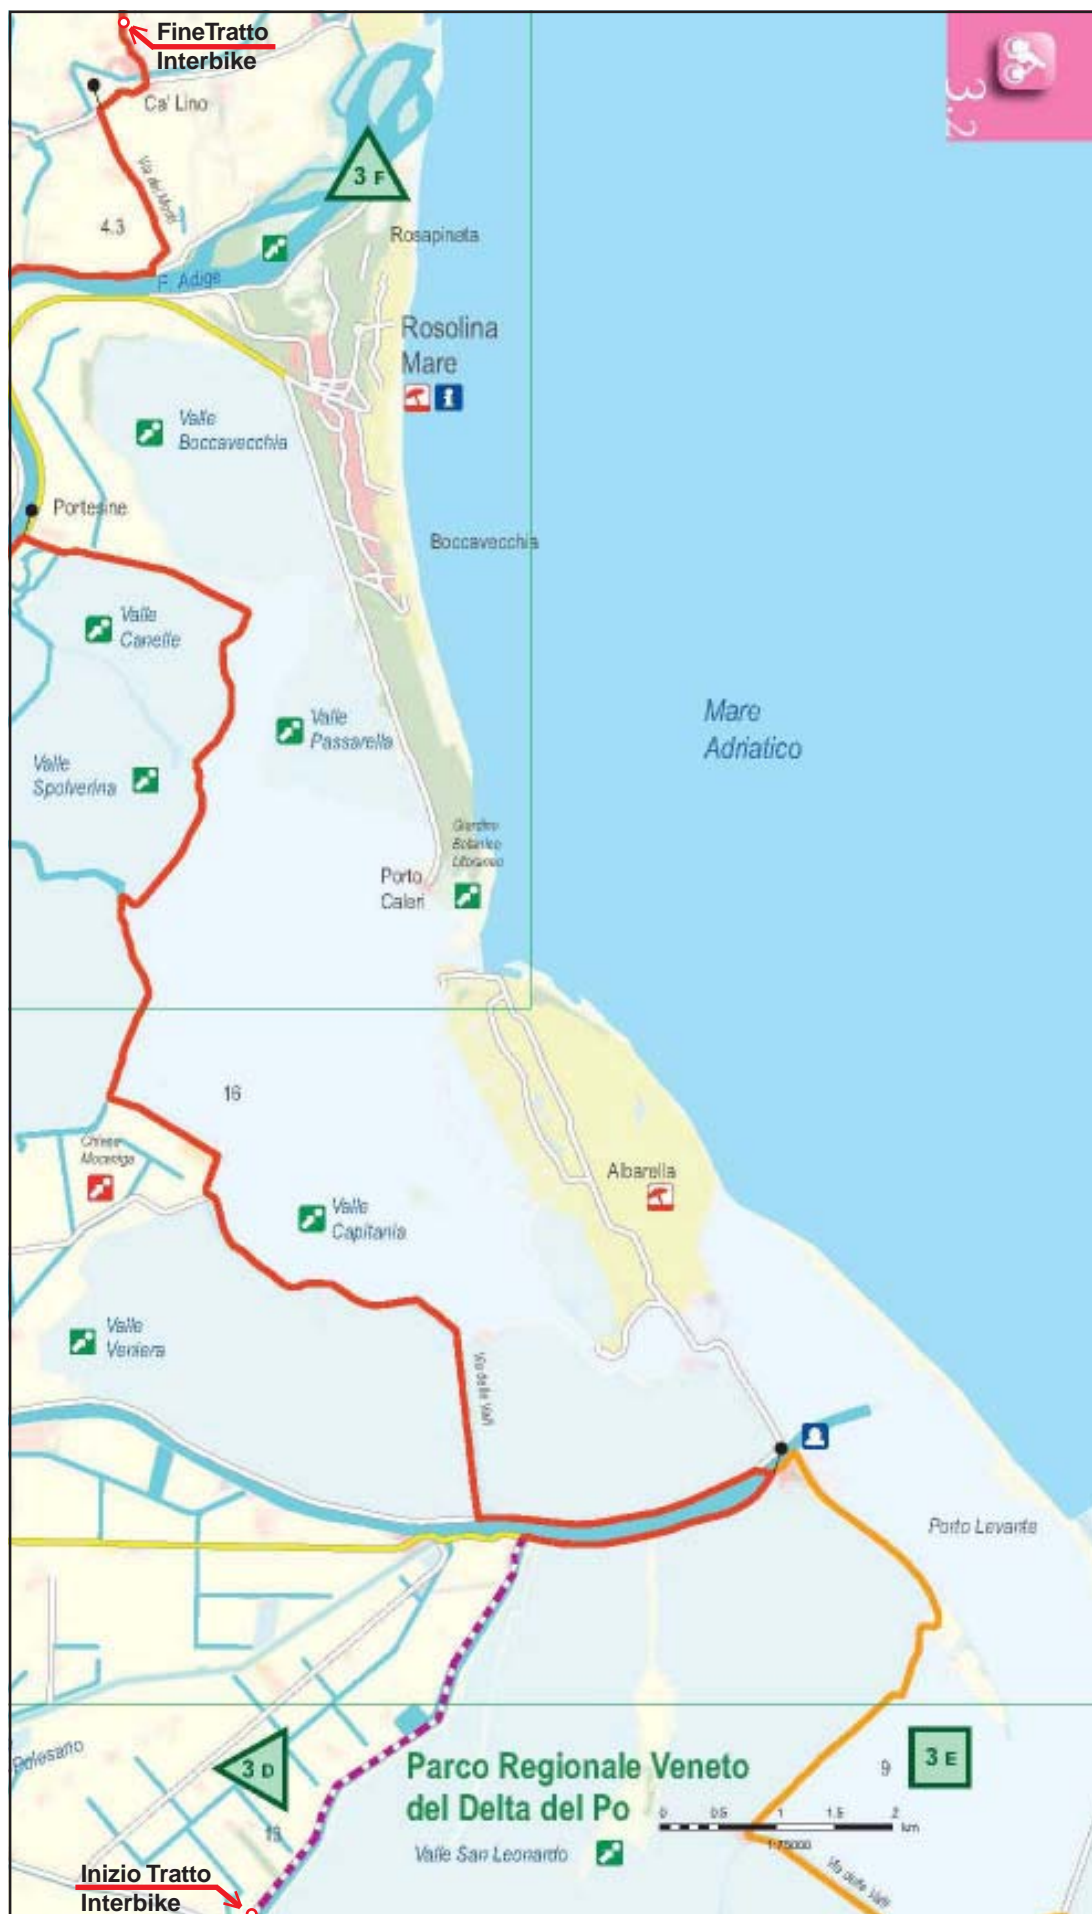 FineTratto
Interbike
3.2
Ca' Lino
Via dei Monti
3 F
4.3
Rosapineta
F. Adige
Rosolina
Mare
Valle
Boccavecchia
Portesine
Boccavecchia
Valle
Canelle
Valle
Passarella
Mare
Adriatico
Valle
Spolverina
Giardino
Botanico
Litoraneo
Porto
Caleri
16
Chiesa
Moceniga
Albarella
Valle
Capitania
Valle
Veniera
Via delle Valli
Porto Levante
Polesano
3 D
Parco Regionale Veneto
del Delta del Po
9
3 E
0 0.5 1 1.5 2
km
1:75000
Valle San Leonardo
Via delle Valli
Inizio Tratto
Interbike